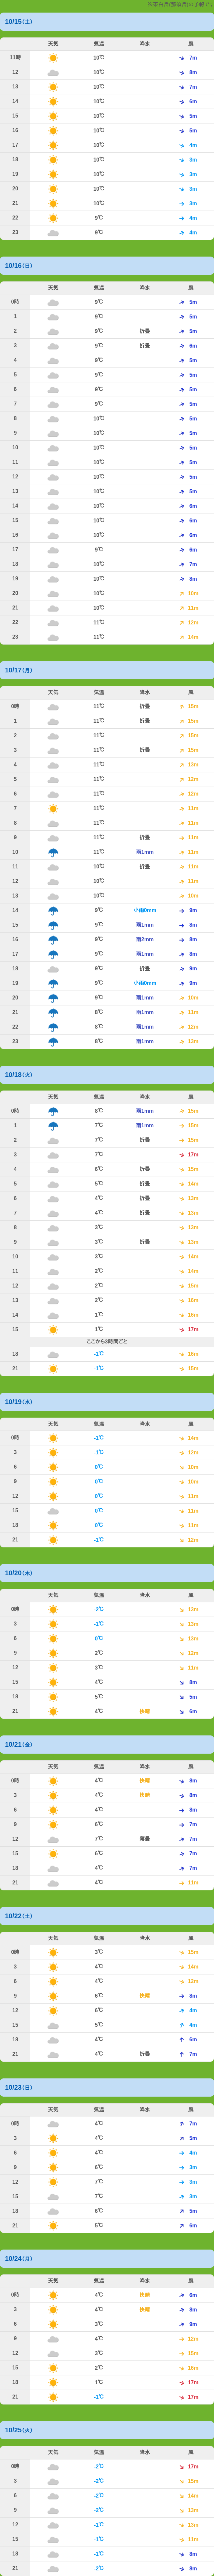 10/15(土)
天気 気温 降水 風
11時 10℃ 7m
12 10℃ 8m
13 10℃ 7m
14 10℃ 6m
15 10℃ 5m
16 10℃ 5m
17 10℃ 4m
18 10℃ 3m
19 10℃ 3m
20 10℃ 3m
21 10℃ 3m
22 9℃ 4m
23 9℃ 4m
10/16(日)
天気 気温 降水 風
0時 9℃ 5m
1 9℃ 5m
2 9℃ 折畳 5m
3 9℃ 折畳 6m
4 9℃ 5m
5 9℃ 5m
6 9℃ 5m
7 9℃ 5m
8 10℃ 5m
9 10℃ 5m
10 10℃ 5m
11 10℃ 5m
12 10℃ 5m
13 10℃ 5m
14 10℃ 6m
15 10℃ 6m
16 10℃ 6m
17 9℃ 6m
18 10℃ 7m
19 10℃ 8m
20 10℃ 10m
21 10℃ 11m
22 11℃ 12m
23 11℃ 14m
10/17(月)
天気 気温 降水 風
0時 11℃ 折畳 15m
1 11℃ 折畳 15m
2 11℃ 15m
3 11℃ 折畳 15m
4 11℃ 13m
5 11℃ 12m
6 11℃ 12m
7 11℃ 11m
8 11℃ 11m
9 11℃ 折畳 11m
10 11℃ 雨1mm 11m
11 10℃ 折畳 11m
12 10℃ 11m
13 10℃ 10m
14 9℃ 小雨0mm 9m
15 9℃ 雨1mm 8m
16 9℃ 雨2mm 8m
17 9℃ 雨1mm 8m
18 9℃ 折畳 9m
19 9℃ 小雨0mm 9m
20 9℃ 雨1mm 10m
21 8℃ 雨1mm 11m
22 8℃ 雨1mm 12m
23 8℃ 雨1mm 13m
10/18(火)
天気 気温 降水 風
0時 8℃ 雨1mm 15m
1 7℃ 雨1mm 15m
2 7℃ 折畳 15m
3 7℃ 17m
4 6℃ 折畳 15m
5 5℃ 折畳 14m
6 4℃ 折畳 13m
7 4℃ 折畳 13m
8 3℃ 13m
9 3℃ 折畳 13m
10 3℃ 14m
11 2℃ 14m
12 2℃ 15m
13 2℃ 16m
14 1℃ 16m
15 1℃ 17m
ここから3時間ごと
18 -1℃ 16m
21 -1℃ 15m
10/19(水)
天気 気温 降水 風
0時 -1℃ 14m
3 -1℃ 12m
6 0℃ 10m
9 0℃ 10m
12 0℃ 11m
15 0℃ 11m
18 0℃ 11m
21 -1℃ 12m
10/20(木)
天気 気温 降水 風
0時 -2℃ 13m
3 -1℃ 13m
6 0℃ 13m
9 2℃ 12m
12 3℃ 11m
15 4℃ 8m
18 5℃ 5m
21 4℃ 快晴 6m
10/21(金)
天気 気温 降水 風
0時 4℃ 快晴 8m
3 4℃ 快晴 8m
6 4℃ 8m
9 6℃ 7m
12 7℃ 薄曇 7m
15 6℃ 7m
18 4℃ 7m
21 4℃ 11m
10/22(土)
天気 気温 降水 風
0時 3℃ 15m
3 4℃ 14m
6 4℃ 12m
9 6℃ 快晴 8m
12 6℃ 4m
15 5℃ 4m
18 4℃ 6m
21 4℃ 折畳 7m
10/23(日)
天気 気温 降水 風
0時 4℃ 7m
3 4℃ 5m
6 4℃ 4m
9 6℃ 3m
12 7℃ 3m
15 7℃ 3m
18 6℃ 5m
21 5℃ 6m
10/24(月)
天気 気温 降水 風
0時 4℃ 快晴 6m
3 4℃ 快晴 8m
6 3℃ 9m
9 4℃ 12m
12 3℃ 15m
15 2℃ 16m
18 1℃ 17m
21 -1℃ 17m
10/25(火)
天気 気温 降水 風
0時 -2℃ 17m
3 -2℃ 15m
6 -2℃ 14m
9 -2℃ 13m
12 -1℃ 13m
15 -1℃ 11m
18 -1℃ 8m
21 -2℃ 8m